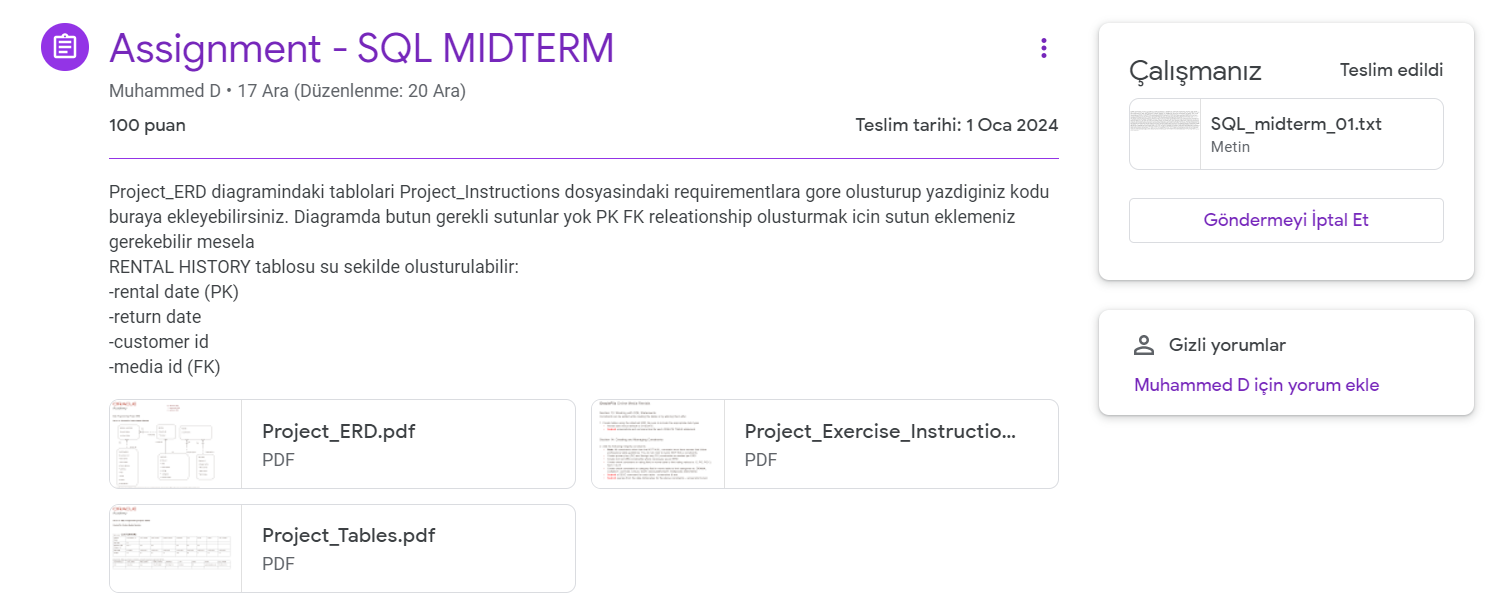 Assignment - SQL MIDTERM
Muhammed D • 17 Ara (Düzenleme: 20 Ara)
100 puan
Teslim tarihi: 1 Oca 2024
Project_ERD diagramindaki tablolari Project_Instructions dosyasindaki requirementlara gore olusturup yazdiginiz kodu
buraya ekleyebilirsiniz. Diagramda butun gerekli sutunlar yok PK FK releationship olusturmak icin sutun eklemeniz
gerekebilir mesela
RENTAL HISTORY tablosu su sekilde olusturulabilir:
-rental date (PK)
-return date
-customer id
-media id (FK)
Project_ERD.pdf
PDF
Project_Exercise_Instructio...
PDF
Project_Tables.pdf
PDF
Çalışmanız
Teslim edildi
SQL_midterm_01.txt
Metin
Göndermeyi İptal Et
Gizli yorumlar
Muhammed D için yorum ekle